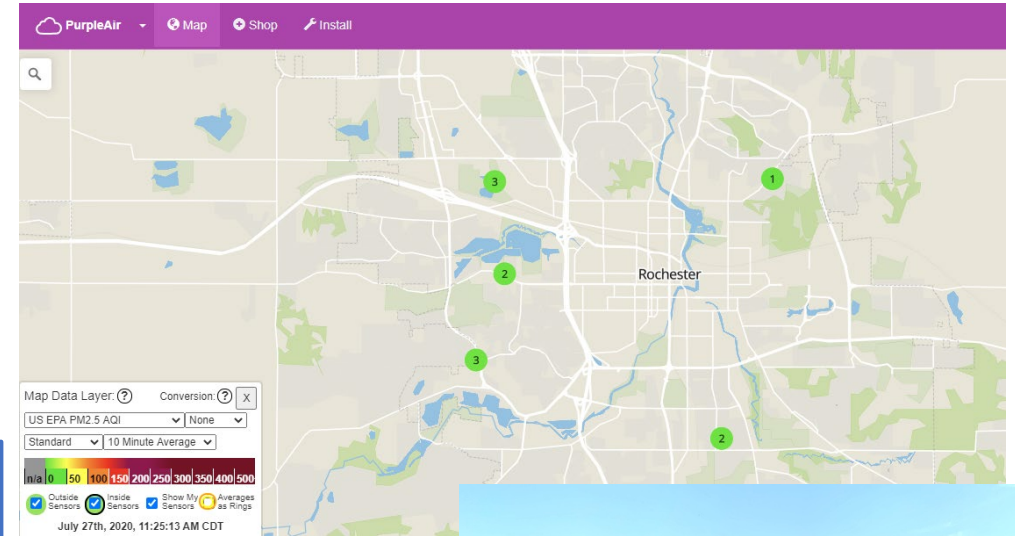 PurpleAir Map Shop Install
3
1
2
Rochester
3
2
Map Data Layer: ? Conversion: ? X
US EPA PM2.5 AQI None
Standard 10 Minute Average
n/a 0 50 100 150 200 250 300 350 400 500
Outside Sensors Inside Sensors Show My Sensors Averages as Rings
July 27th, 2020, 11:25:13 AM CDT